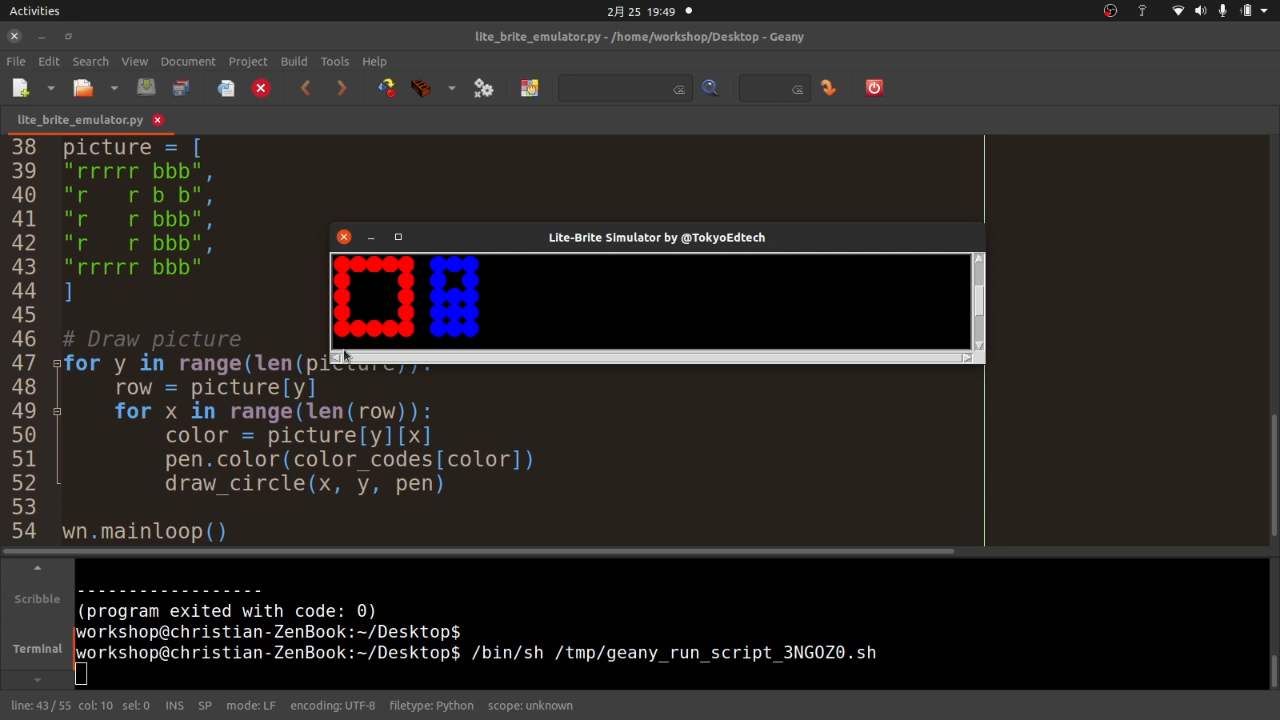 Activities
2月 25 19:49
lite_brite_emulator.py - /home/workshop/Desktop - Geany
File Edit Search View Document Project Build Tools Help
lite_brite_emulator.py
38 picture = [
39 "rrrrr bbb",
40 "r   r b b",
41 "r   r bbb",
42 "r   r bbb",
43 "rrrrr bbb"
44 ]
45
46 # Draw picture
47 for y in range(len(picture)):
48     row = picture[y]
49     for x in range(len(row)):
50         color = picture[y][x]
51         pen.color(color_codes[color])
52         draw_circle(x, y, pen)
53
54 wn.mainloop()
Lite-Brite Simulator by @TokyoEdtech
Scribble
Terminal
------------------
(program exited with code: 0)
workshop@christian-ZenBook:~/Desktop$
workshop@christian-ZenBook:~/Desktop$ /bin/sh /tmp/geany_run_script_3NGOZ0.sh
line: 43 / 55 col: 10 sel: 0 INS SP mode: LF encoding: UTF-8 filetype: Python scope: unknown